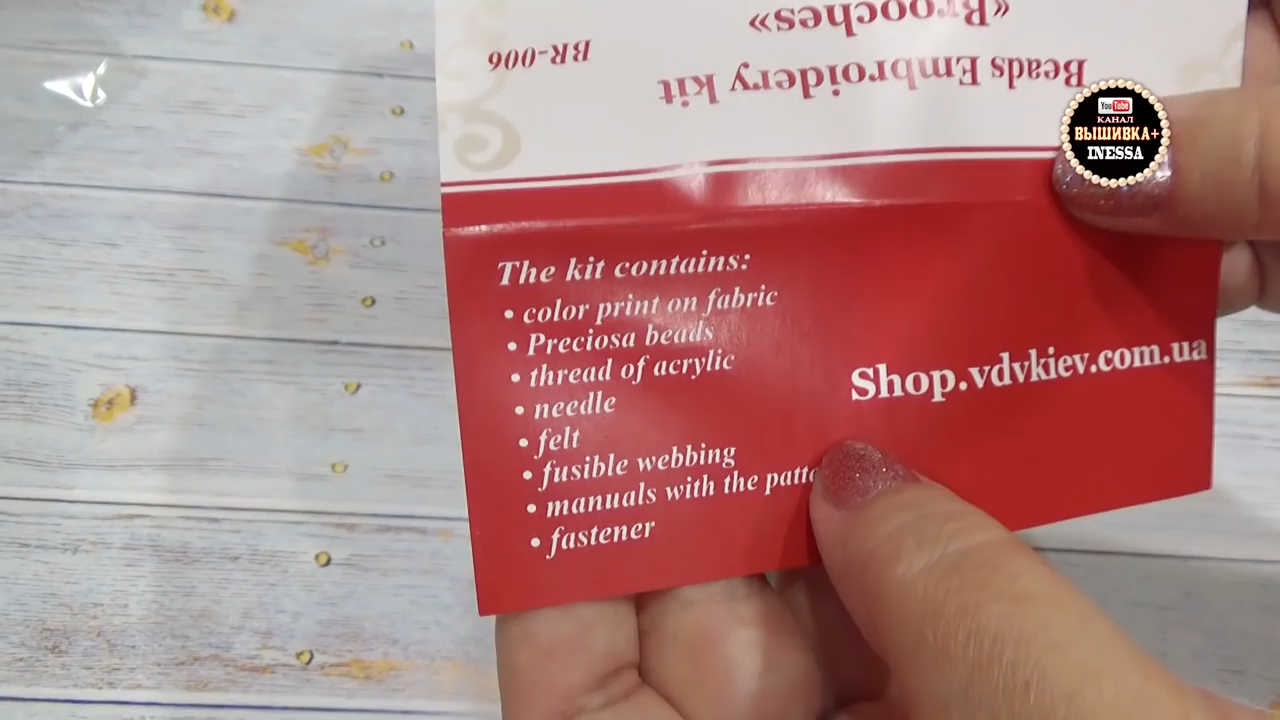 «Brooches»
BR-006
Beads Embroidery kit
YouTube
КАНАЛ
ВЫШИВКА+
INESSA
The kit contains:
• color print on fabric
• Preciosa beads
• thread of acrylic
• needle
• felt
• fusible webbing
• manuals with the
• fastener
Shop.vdvkiev.com.ua